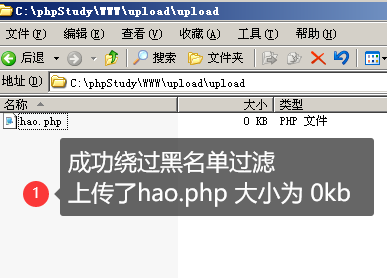 C:\phpStudy\WWW\upload\upload
文件(F) 编辑(E) 查看(V) 收藏(A) 工具(T) 帮助(H)
后退 搜索 文件夹
地址(D) C:\phpStudy\WWW\upload\upload
名称 大小 类型
hao.php 0 KB PHP 文件
成功绕过黑名单过滤
1 上传了hao.php 大小为 0kb